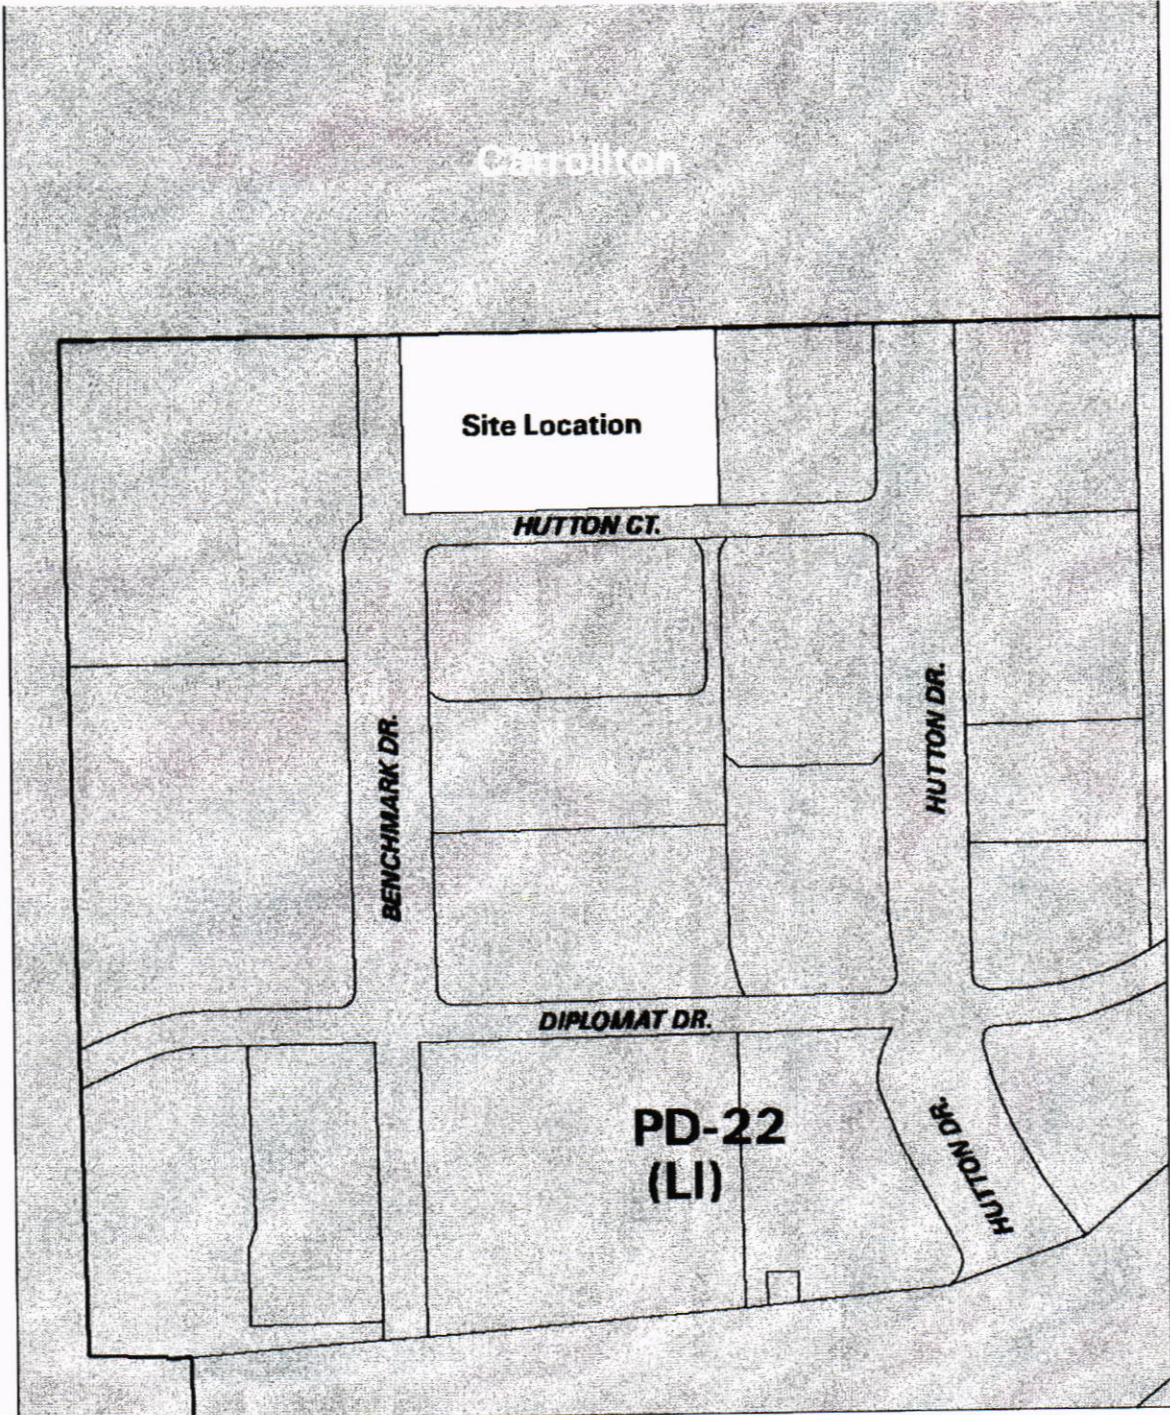 Carrollton
Site Location
HUTTON CT.
BENCHMARK DR.
HUTTON DR.
DIPLOMAT DR.
PD-22
(LI)
HUTTON DR.